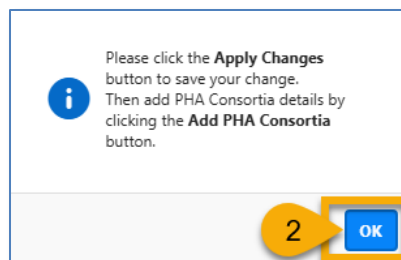 Please click the Apply Changes
button to save your change.
Then add PHA Consortia details by
clicking the Add PHA Consortia
button.
2
OK